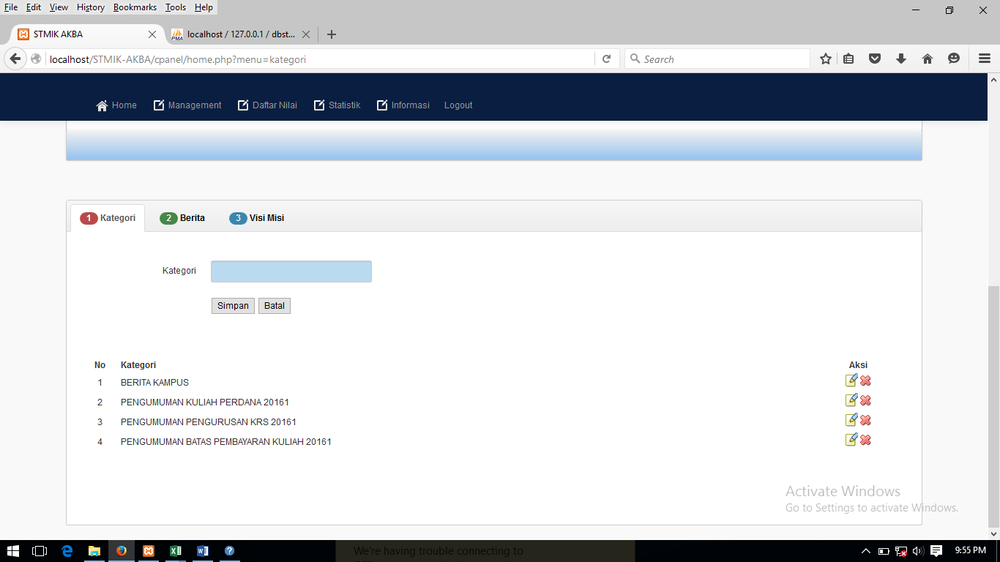 File Edit View History Bookmarks Tools Help
STMIK AKBA
PMA localhost / 127.0.0.1 / dbst...
localhost/STMIK-AKBA/cpanel/home.php?menu=kategori
Search
Home Management Daftar Nilai Statistik Informasi Logout
1 Kategori 2 Berita 3 Visi Misi
Kategori
Simpan Batal
No Kategori Aksi
1 BERITA KAMPUS
2 PENGUMUMAN KULIAH PERDANA 20161
3 PENGUMUMAN PENGURUSAN KRS 20161
4 PENGUMUMAN BATAS PEMBAYARAN KULIAH 20161
Activate Windows
Go to Settings to activate Windows.
We're having trouble connecting to
9:55 PM